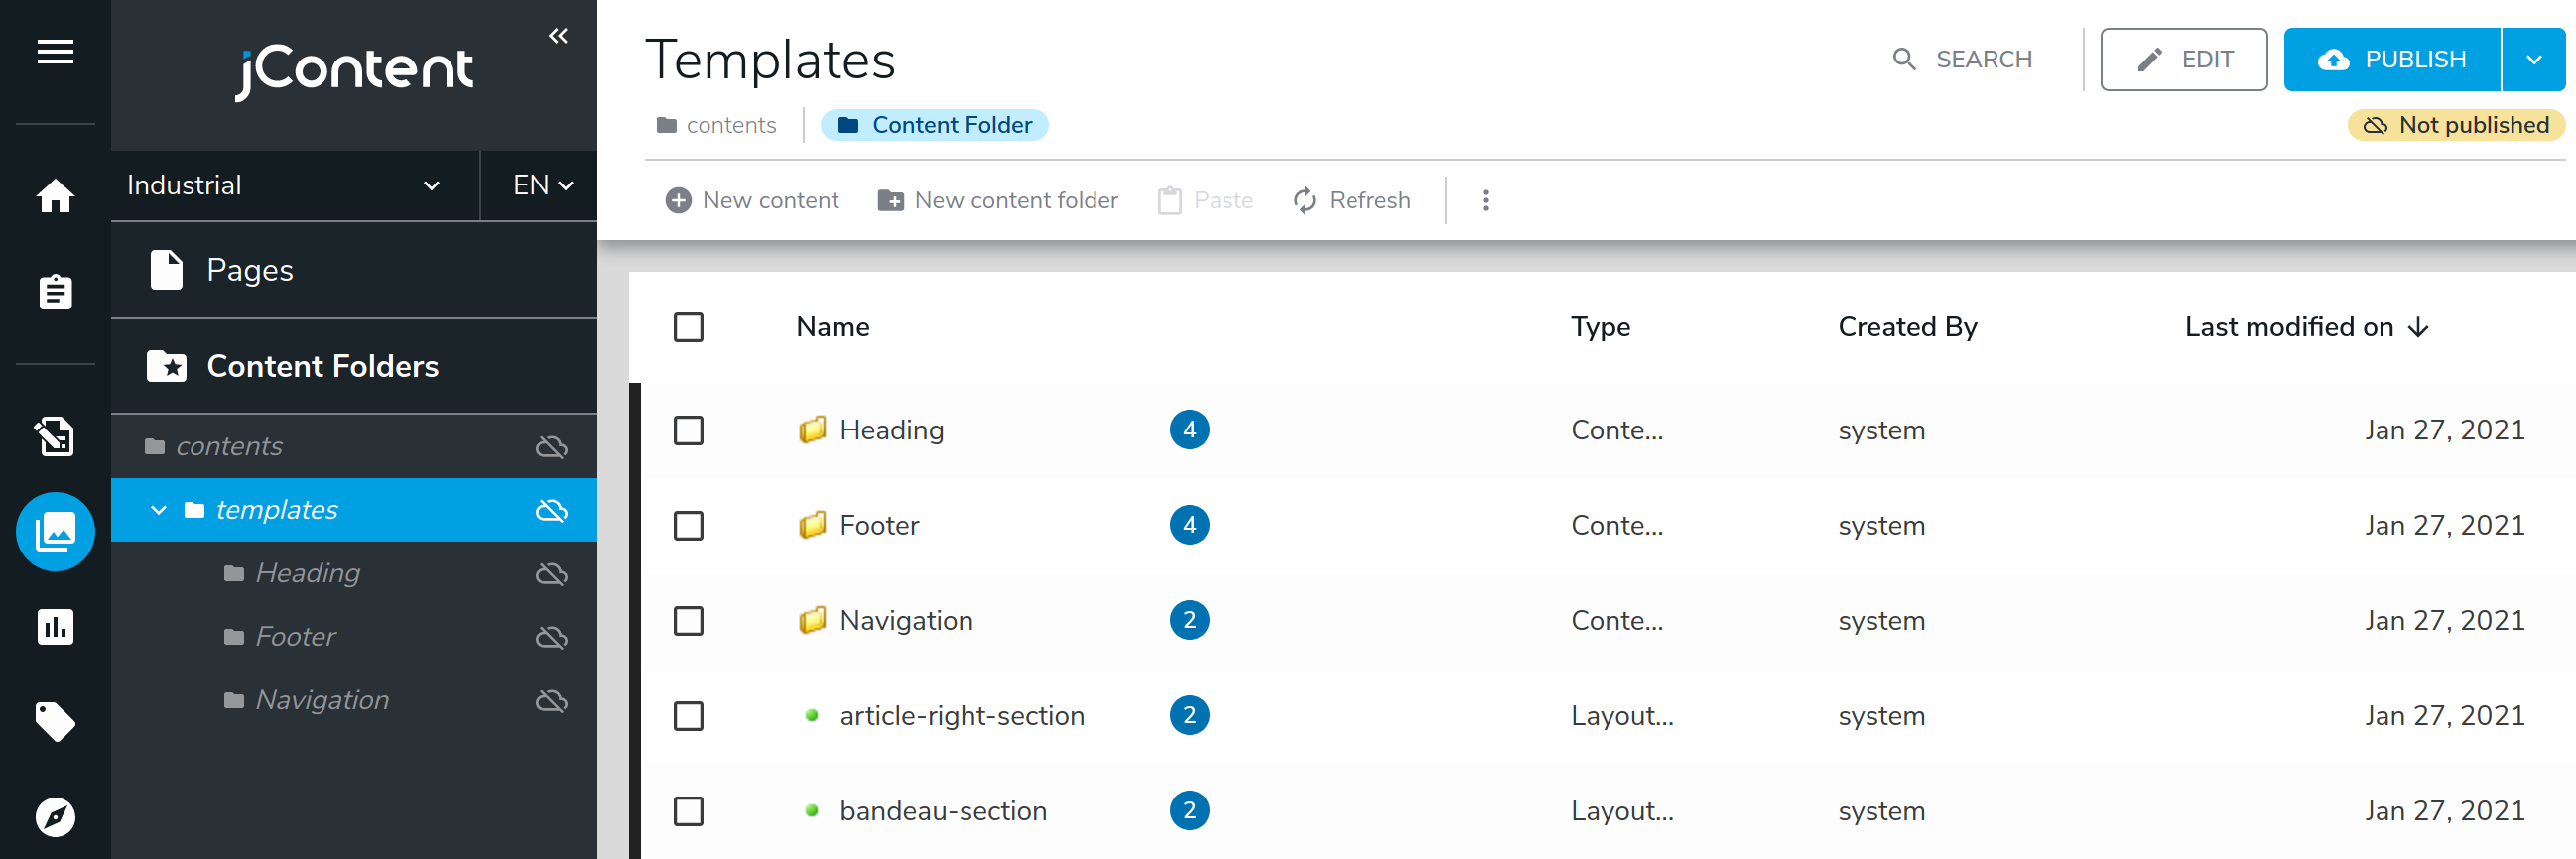 jContent
Industrial EN
Pages
Content Folders
contents
templates
Heading
Footer
Navigation
Templates
SEARCH EDIT PUBLISH
contents Content Folder Not published
New content New content folder Paste Refresh
Name Type Created By Last modified on
Heading 4 Conte... system Jan 27, 2021
Footer 4 Conte... system Jan 27, 2021
Navigation 2 Conte... system Jan 27, 2021
article-right-section 2 Layout... system Jan 27, 2021
bandeau-section 2 Layout... system Jan 27, 2021